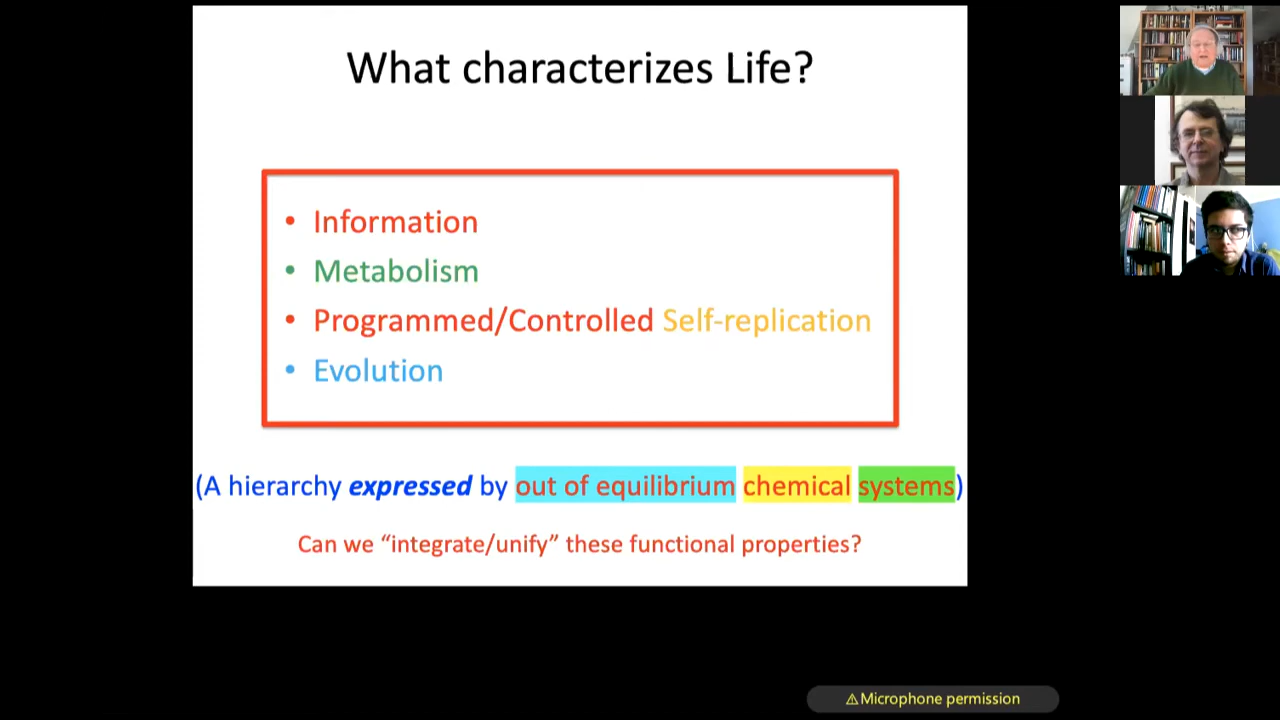 What characterizes Life?
• Information
• Metabolism
• Programmed/Controlled Self-replication
• Evolution
(A hierarchy expressed by out of equilibrium chemical systems)
Can we “integrate/unify” these functional properties?
⚠Microphone permission